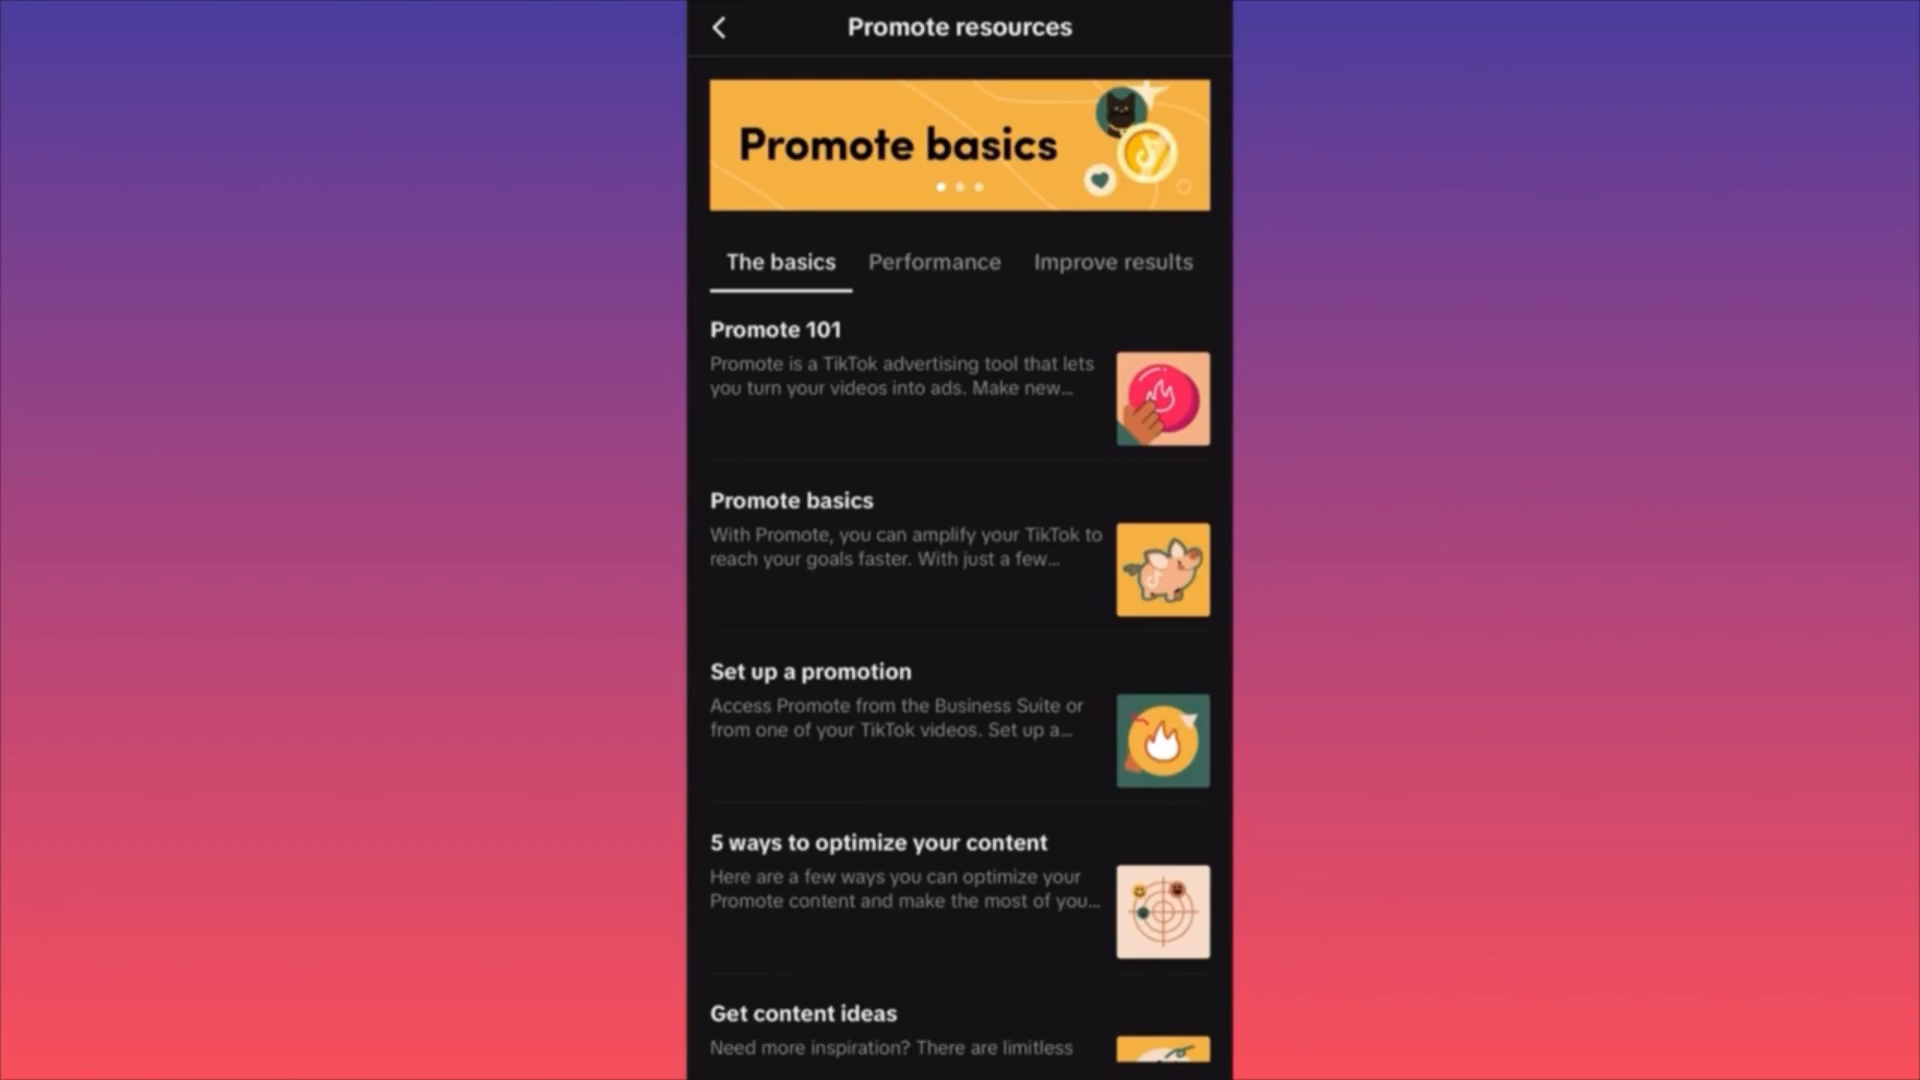 Promote resources
Promote basics
The basics
Performance
Improve results
Promote 101
Promote is a TikTok advertising tool that lets
you turn your videos into ads. Make new...
Promote basics
With Promote, you can amplify your TikTok to
reach your goals faster. With just a few...
Set up a promotion
Access Promote from the Business Suite or
from one of your TikTok videos. Set up a...
5 ways to optimize your content
Here are a few ways you can optimize your
Promote content and make the most of you...
Get content ideas
Need more inspiration? There are limitless